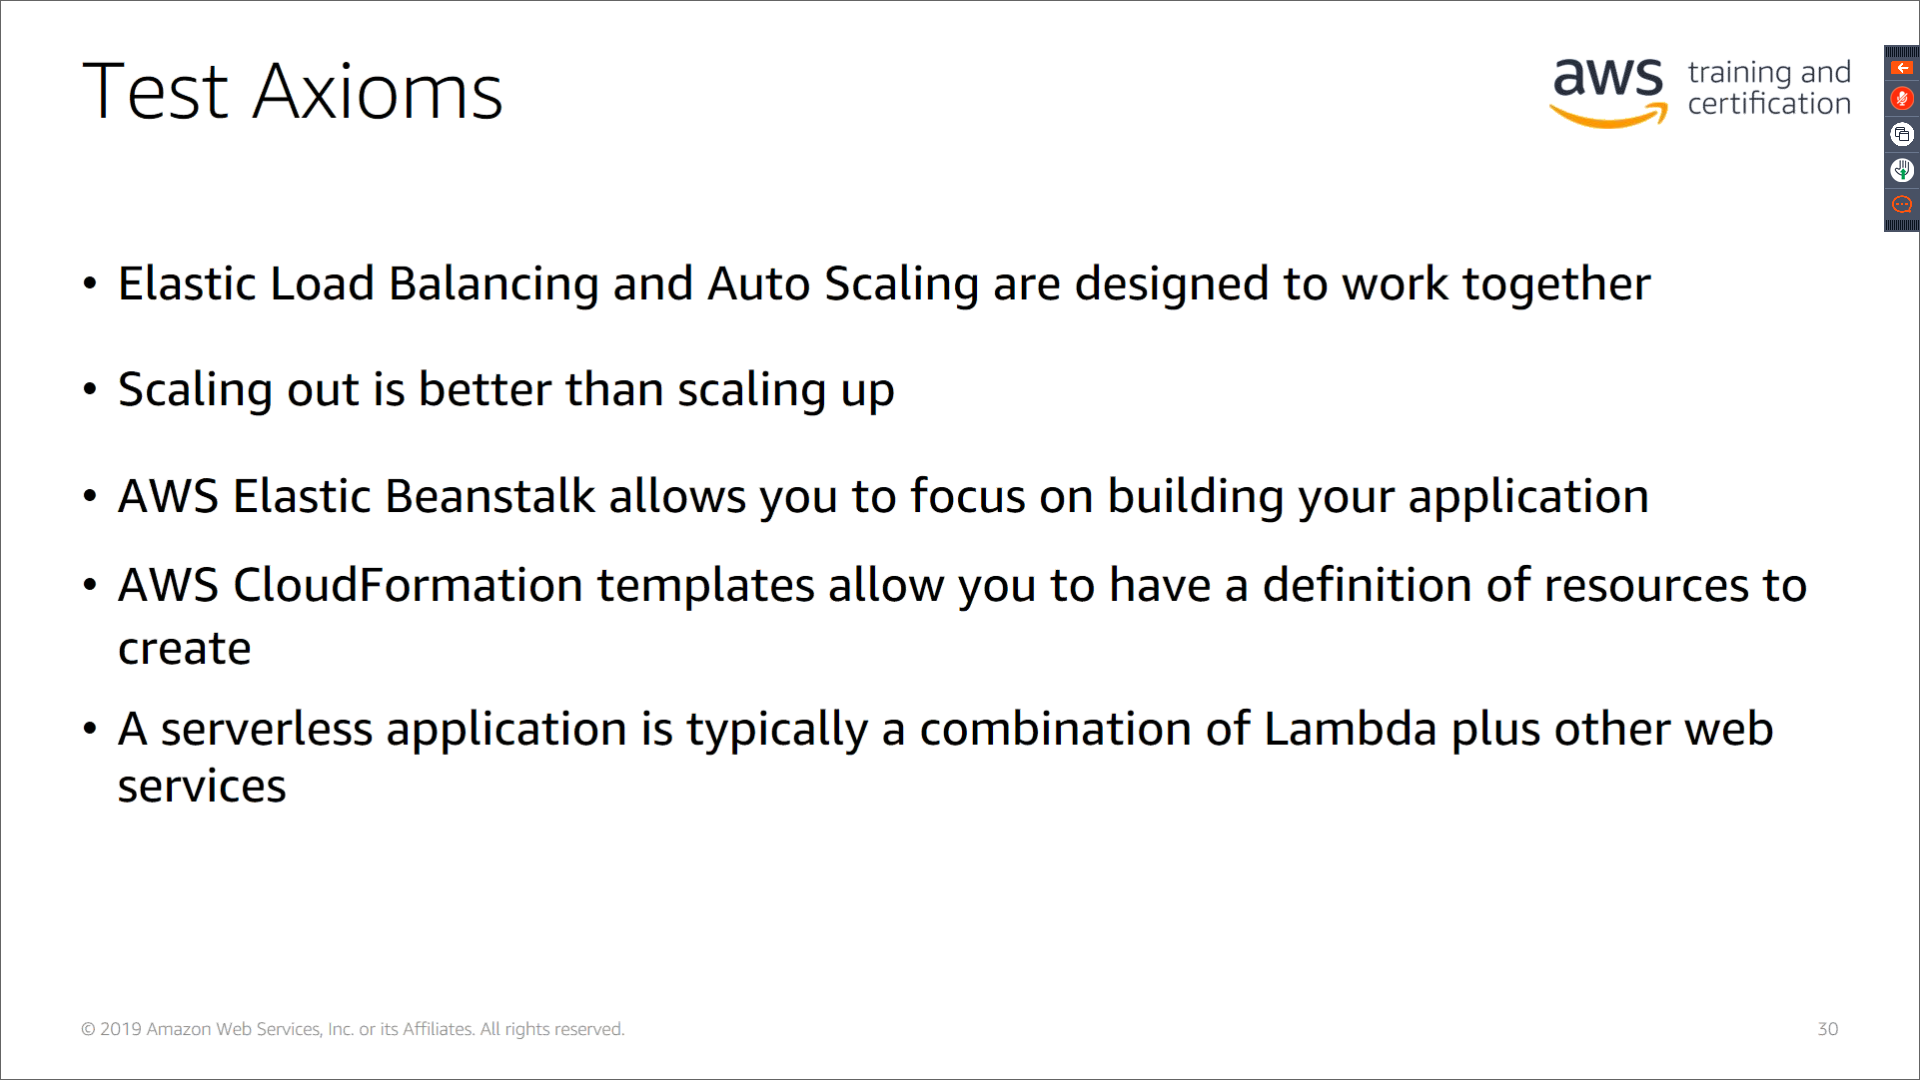 Test Axioms
aws training and
certification
• Elastic Load Balancing and Auto Scaling are designed to work together
• Scaling out is better than scaling up
• AWS Elastic Beanstalk allows you to focus on building your application
• AWS CloudFormation templates allow you to have a definition of resources to
create
• A serverless application is typically a combination of Lambda plus other web
services
© 2019 Amazon Web Services, Inc. or its Affiliates. All rights reserved.
30